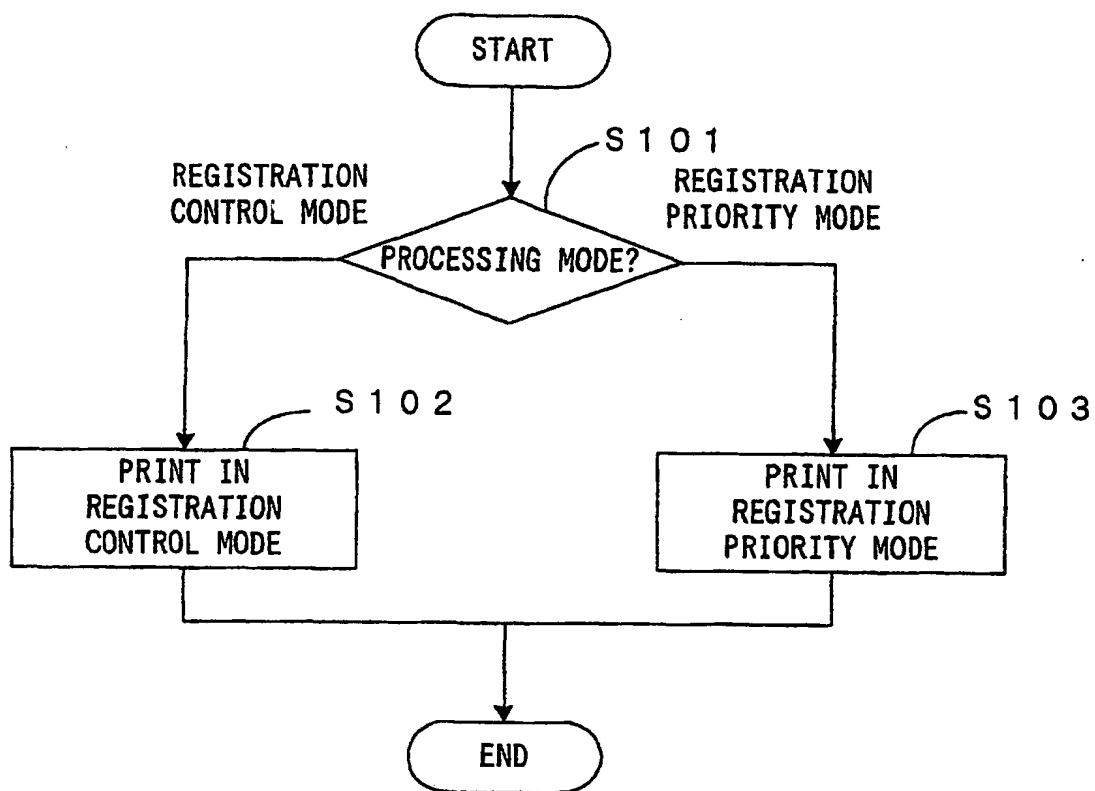 START
S101
REGISTRATION
CONTROL MODE
REGISTRATION
PRIORITY MODE
PROCESSING MODE?
S102
S103
PRINT IN
REGISTRATION
CONTROL MODE
PRINT IN
REGISTRATION
PRIORITY MODE
END